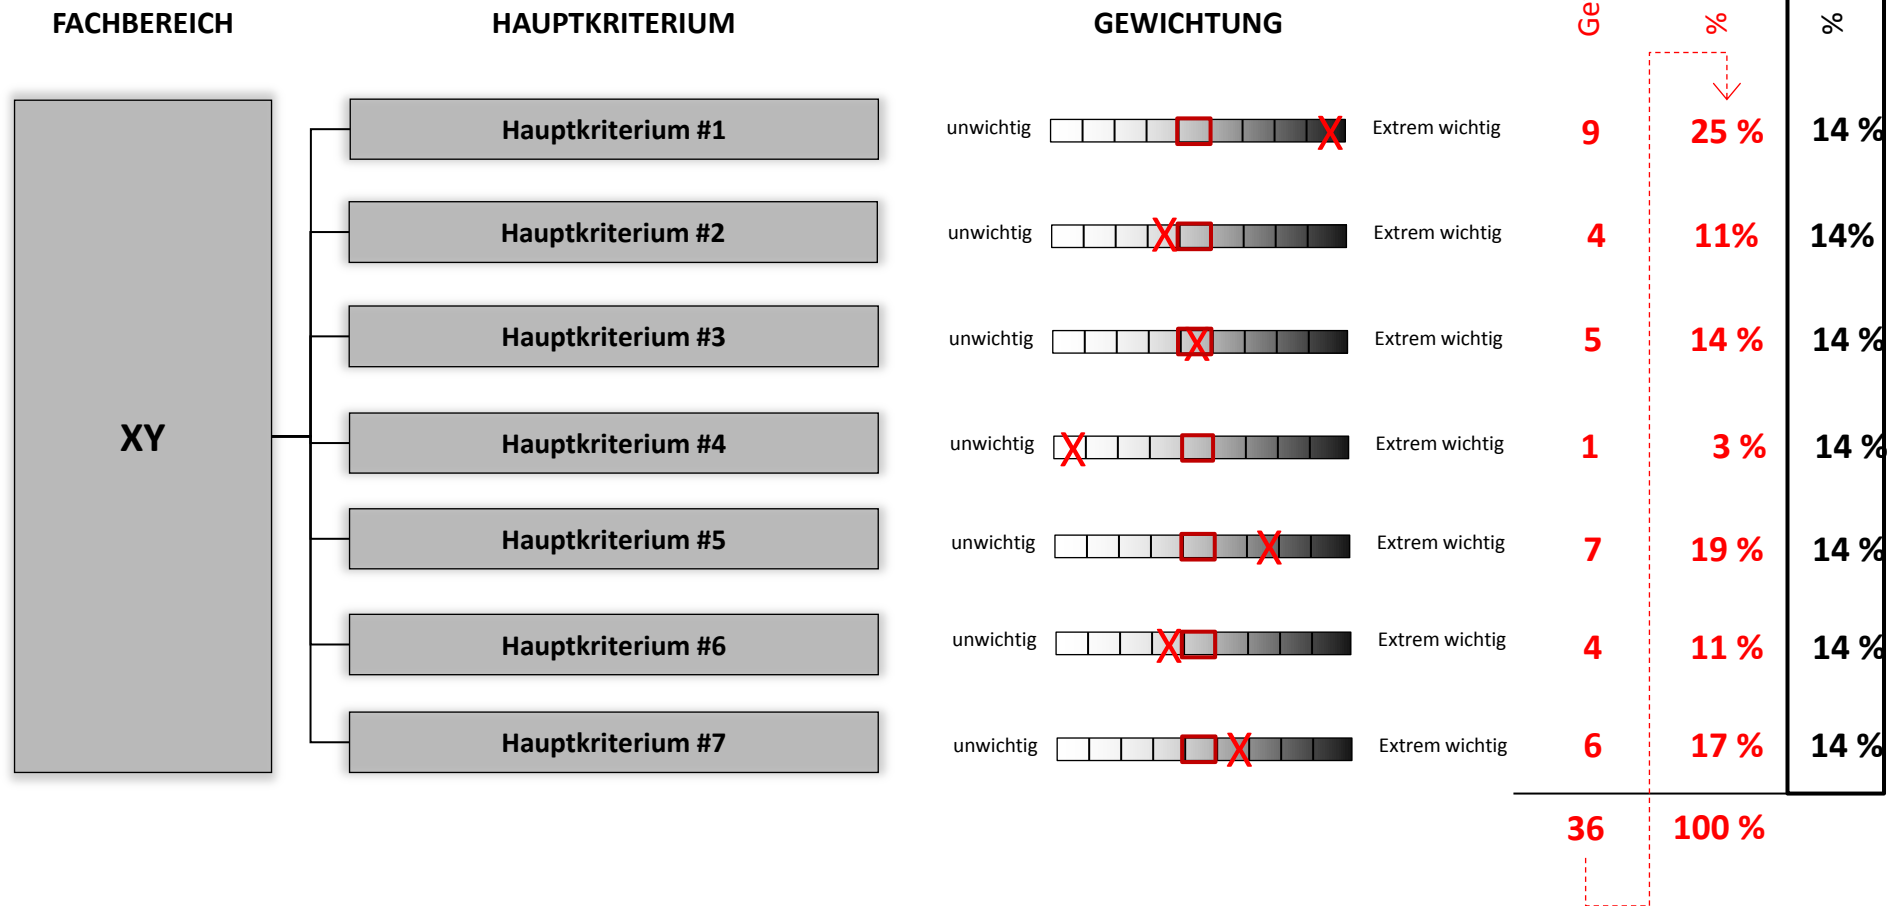 FACHBEREICH HAUPTKRITERIUM GEWICHTUNG % %
Hauptkriterium #1 unwichtig X Extrem wichtig 9 25 % 14 %
Hauptkriterium #2 unwichtig X Extrem wichtig 4 11% 14%
Hauptkriterium #3 unwichtig X Extrem wichtig 5 14 % 14 %
XY Hauptkriterium #4 unwichtig X Extrem wichtig 1 3 % 14 %
Hauptkriterium #5 unwichtig X Extrem wichtig 7 19 % 14 %
Hauptkriterium #6 unwichtig X Extrem wichtig 4 11 % 14 %
Hauptkriterium #7 unwichtig X Extrem wichtig 6 17 % 14 %
36 100 %